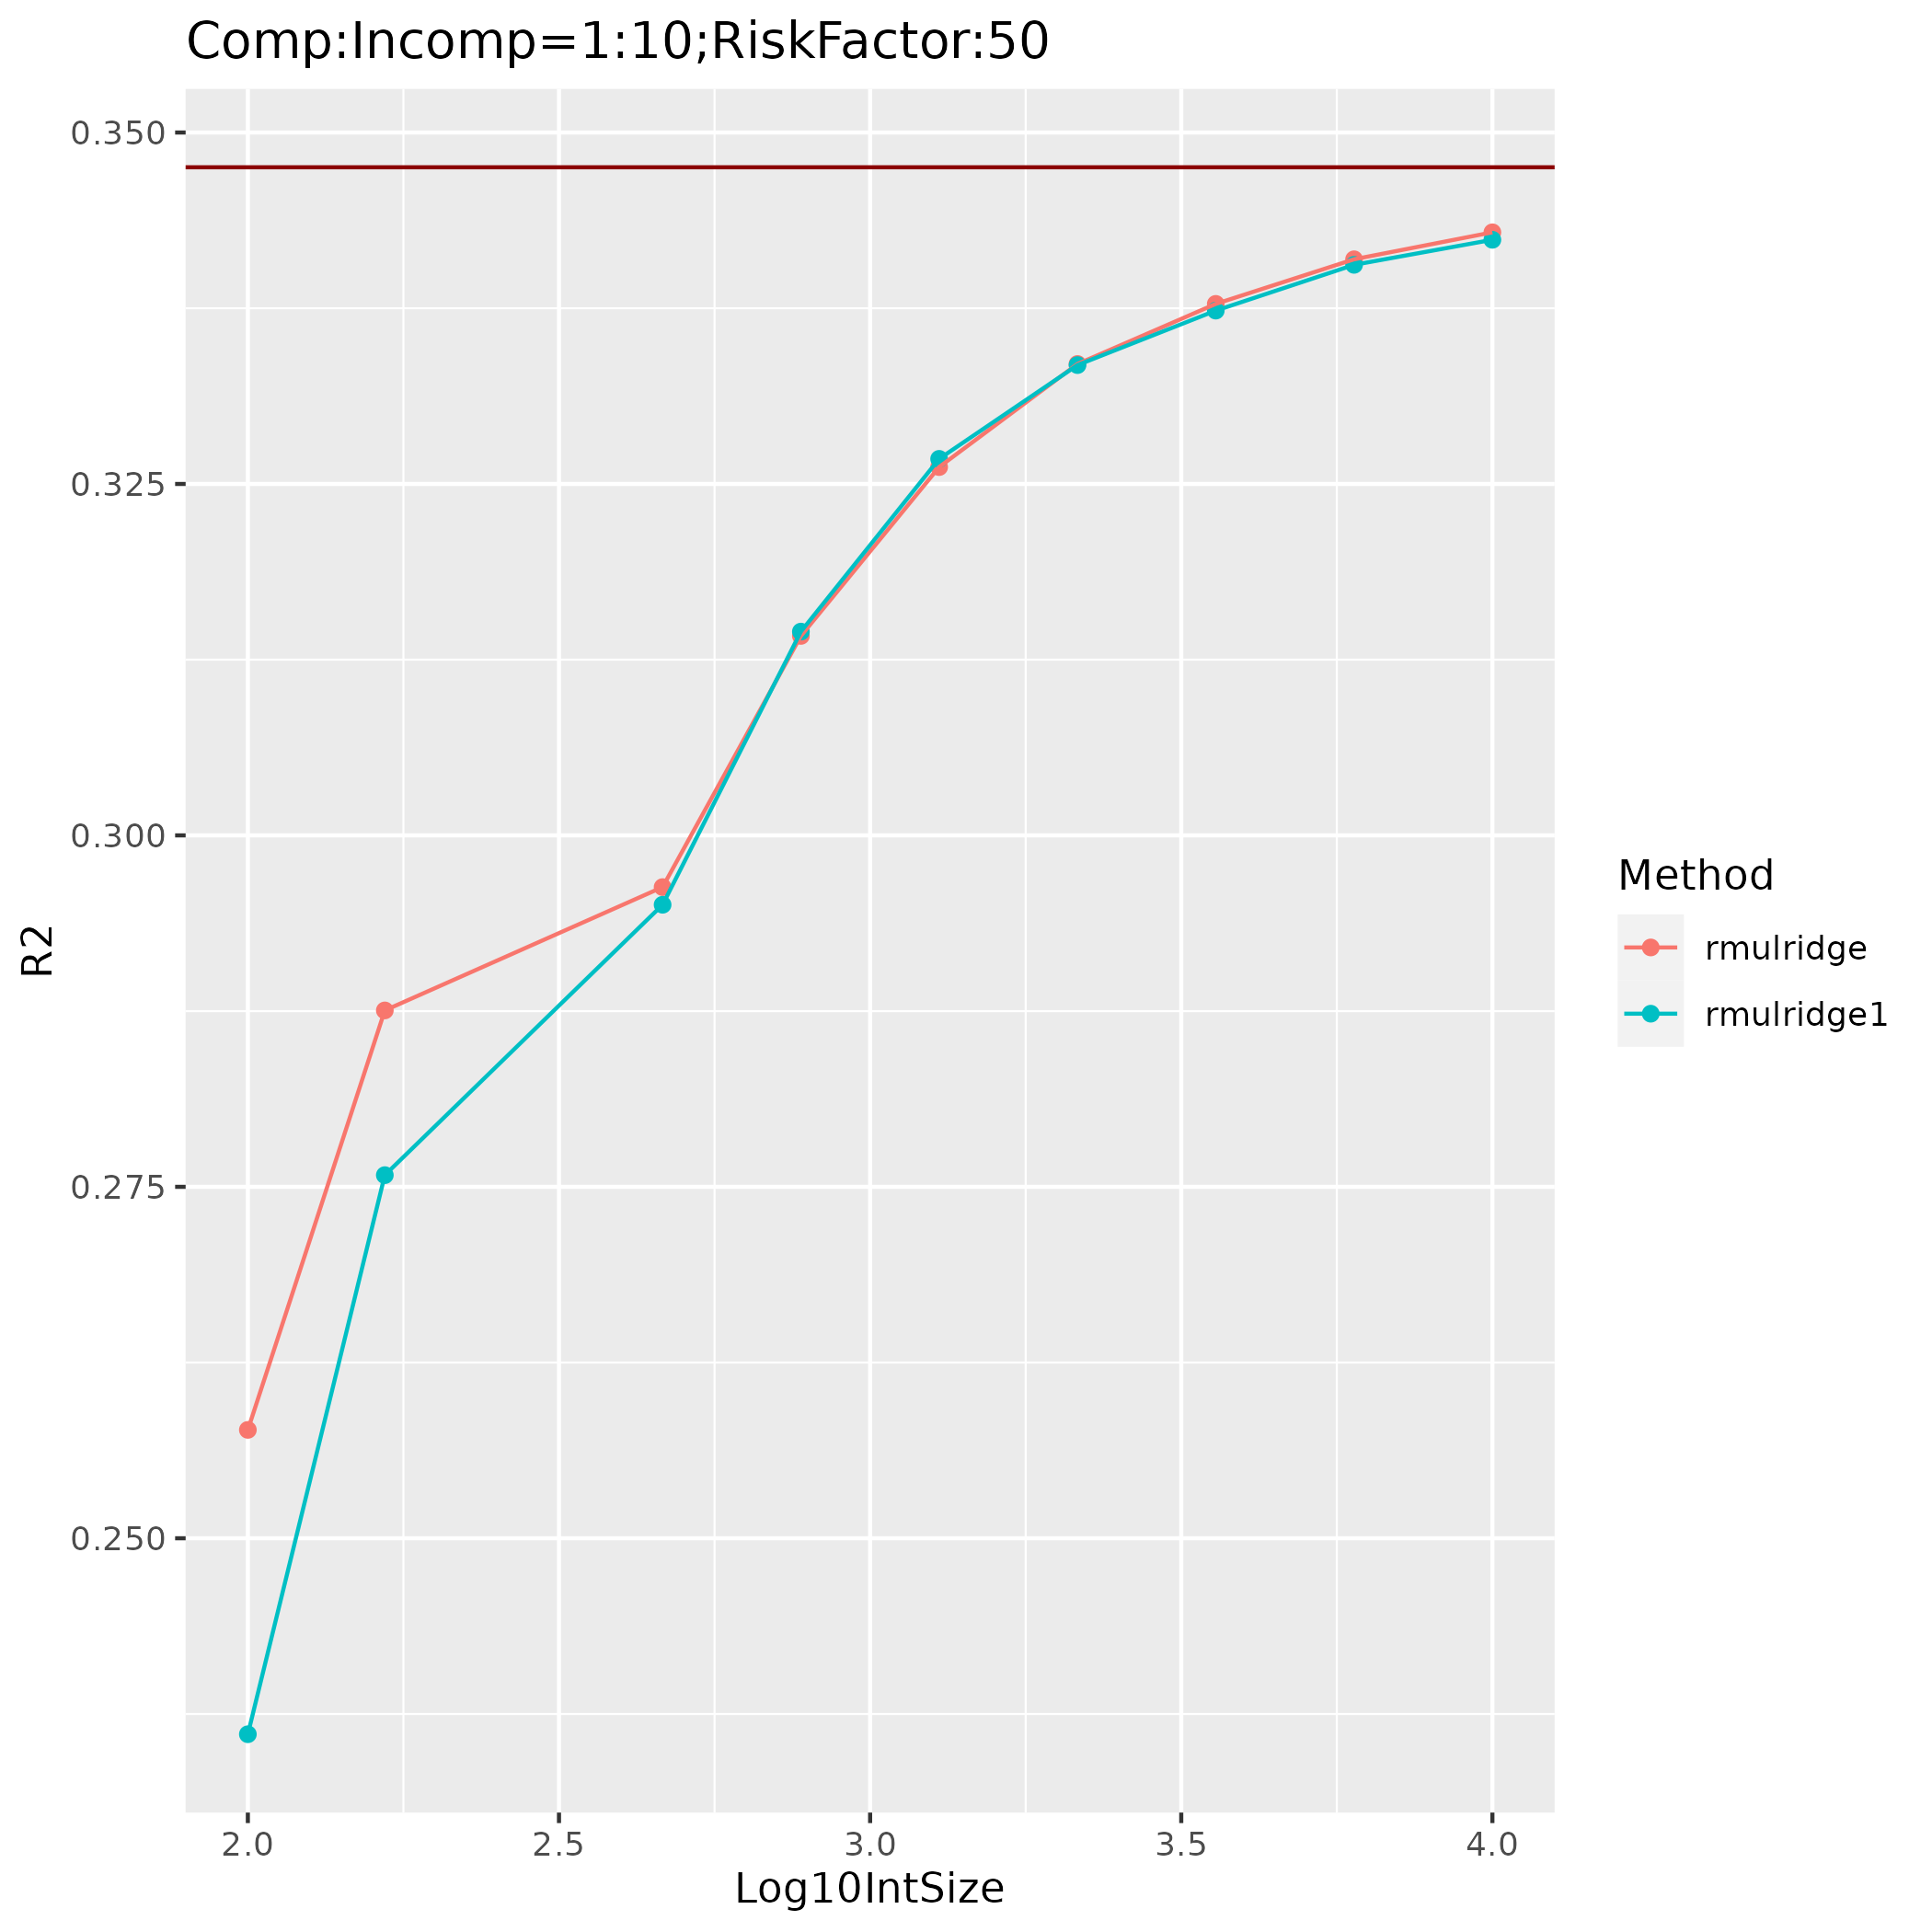 Comp:Incomp=1:10;RiskFactor:50
0.350
0.325
0.300
0.275
0.250
R2
2.0 2.5 3.0 3.5 4.0
Log10IntSize
Method
rmulridge
rmulridge1